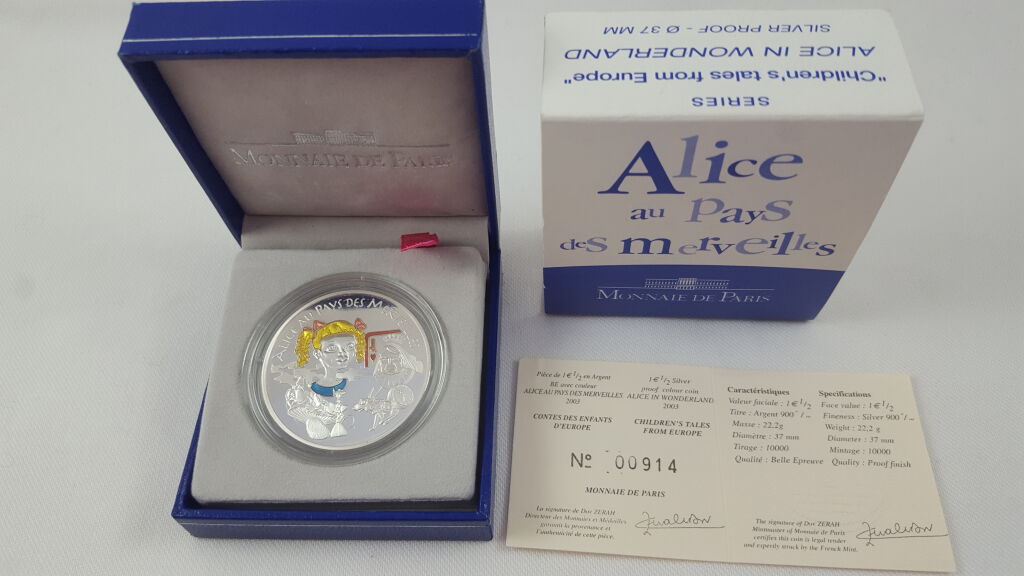 MONNAIE DE PARIS
ALICE AU PAYS DES
SERIES
"Children's tales from Europe"
ALICE IN WONDERLAND
SILVER PROOF - Ø 37 MM
Alice
au Pays
des merveilles
MONNAIE DE PARIS
Pièce de 1€1/2 en Argent
BE avec couleur
ALICE AU PAYS DES MERVEILLES
2003
CONTES DES ENFANTS
D'EUROPE
1€1/2 Silver
proof colour coin
ALICE IN WONDERLAND
2003
CHILDREN'S TALES
FROM EUROPE
Nº 00914
MONNAIE DE PARIS
La signature de Dov ZERAH
Directeur des Monnaies et Médailles
garantit la provenance et
l'authenticité de cette pièce.
Caractéristiques
Valeur faciale : 1€1/2
Titre : Argent 900°/°°
Masse : 22,2g
Diamètre : 37 mm
Tirage : 10000
Qualité : Belle Epreuve
Specifications
Face value : 1€1/2
Fineness : Silver 900°/°°
Weight : 22,2 g
Diameter : 37 mm
Mintage : 10000
Quality : Proof finish
The signature of Dov ZERAH
Mintmaster of Monnaie de Paris
certifies this coin is legal tender
and expertly struck by the French Mint.